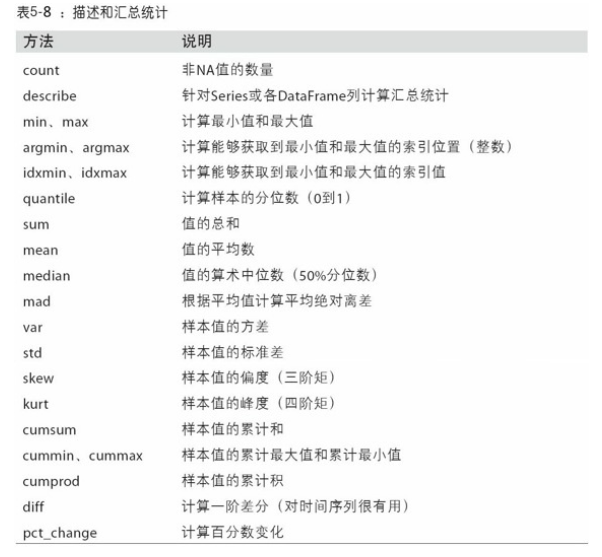 表5-8 ：描述和汇总统计
方法 说明
count 非NA值的数量
describe 针对Series或各DataFrame列计算汇总统计
min、max 计算最小值和最大值
argmin、argmax 计算能够获取到最小值和最大值的索引位置（整数）
idxmin、idxmax 计算能够获取到最小值和最大值的索引值
quantile 计算样本的分位数（0到1）
sum 值的总和
mean 值的平均数
median 值的算术中位数（50%分位数）
mad 根据平均值计算平均绝对离差
var 样本值的方差
std 样本值的标准差
skew 样本值的偏度（三阶矩）
kurt 样本值的峰度（四阶矩）
cumsum 样本值的累计和
cummin、cummax 样本值的累计最大值和累计最小值
cumprod 样本值的累计积
diff 计算一阶差分（对时间序列很有用）
pct_change 计算百分数变化